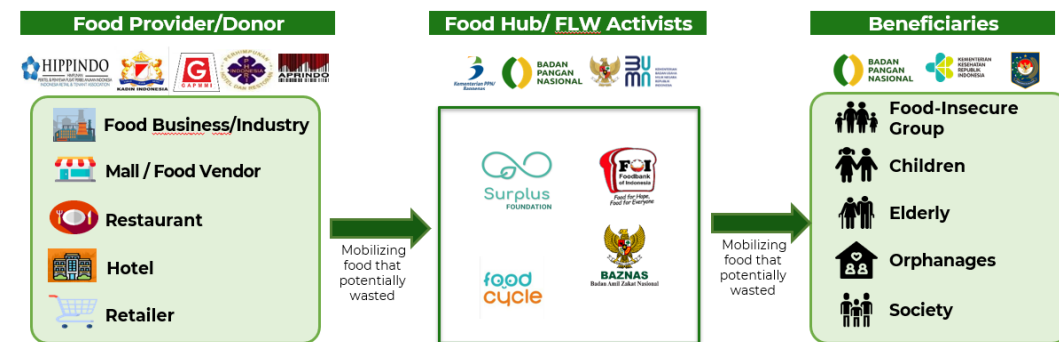 Food Provider/Donor
HIPPINDO
KADIN INDONESIA
GAPMMI
PERHIMPUNAN
INDONESIA
APRINDO
Food Business/Industry
Mall / Food Vendor
Restaurant
Hotel
Retailer
Mobilizing
food that
potentially
wasted
Food Hub/ FLW Activists
Kementerian PPN/
Bappenas
BADAN
PANGAN
NASIONAL
BUMN
Surplus
FOUNDATION
FOI
Foodbank
of Indonesia
Food for Hope,
Food for Everyone
food
cycle
BAZNAS
Badan Amil Zakat Nasional
Mobilizing
food that
potentially
wasted
Beneficiaries
BADAN
PANGAN
NASIONAL
KEMENTERIAN
KESEHATAN
REPUBLIK
INDONESIA
Food-Insecure
Group
Children
Elderly
Orphanages
Society